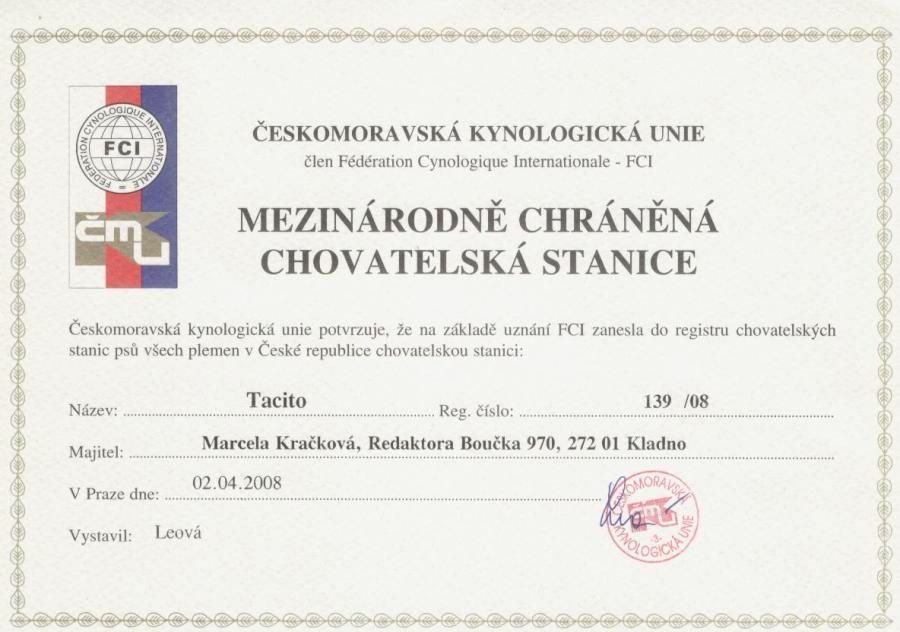 FÉDÉRATION CYNOLOGIQUE INTERNATIONALE
FCI
ČMU
ČESKOMORAVSKÁ KYNOLOGICKÁ UNIE
člen Fédération Cynologique Internationale - FCI
MEZINÁRODNĚ CHRÁNĚNÁ
CHOVATELSKÁ STANICE
Českomoravská kynologická unie potvrzuje, že na základě uznání FCI zanesla do registru chovatelských
stanic psů všech plemen v České republice chovatelskou stanici:
Název: Tacito Reg. číslo: 139 /08
Majitel: Marcela Kračková, Redaktora Boučka 970, 272 01 Kladno
V Praze dne: 02.04.2008
Vystavil: Leová
ČESKOMORAVSKÁ
ČMU
-3-
KYNOLOGICKÁ UNIE